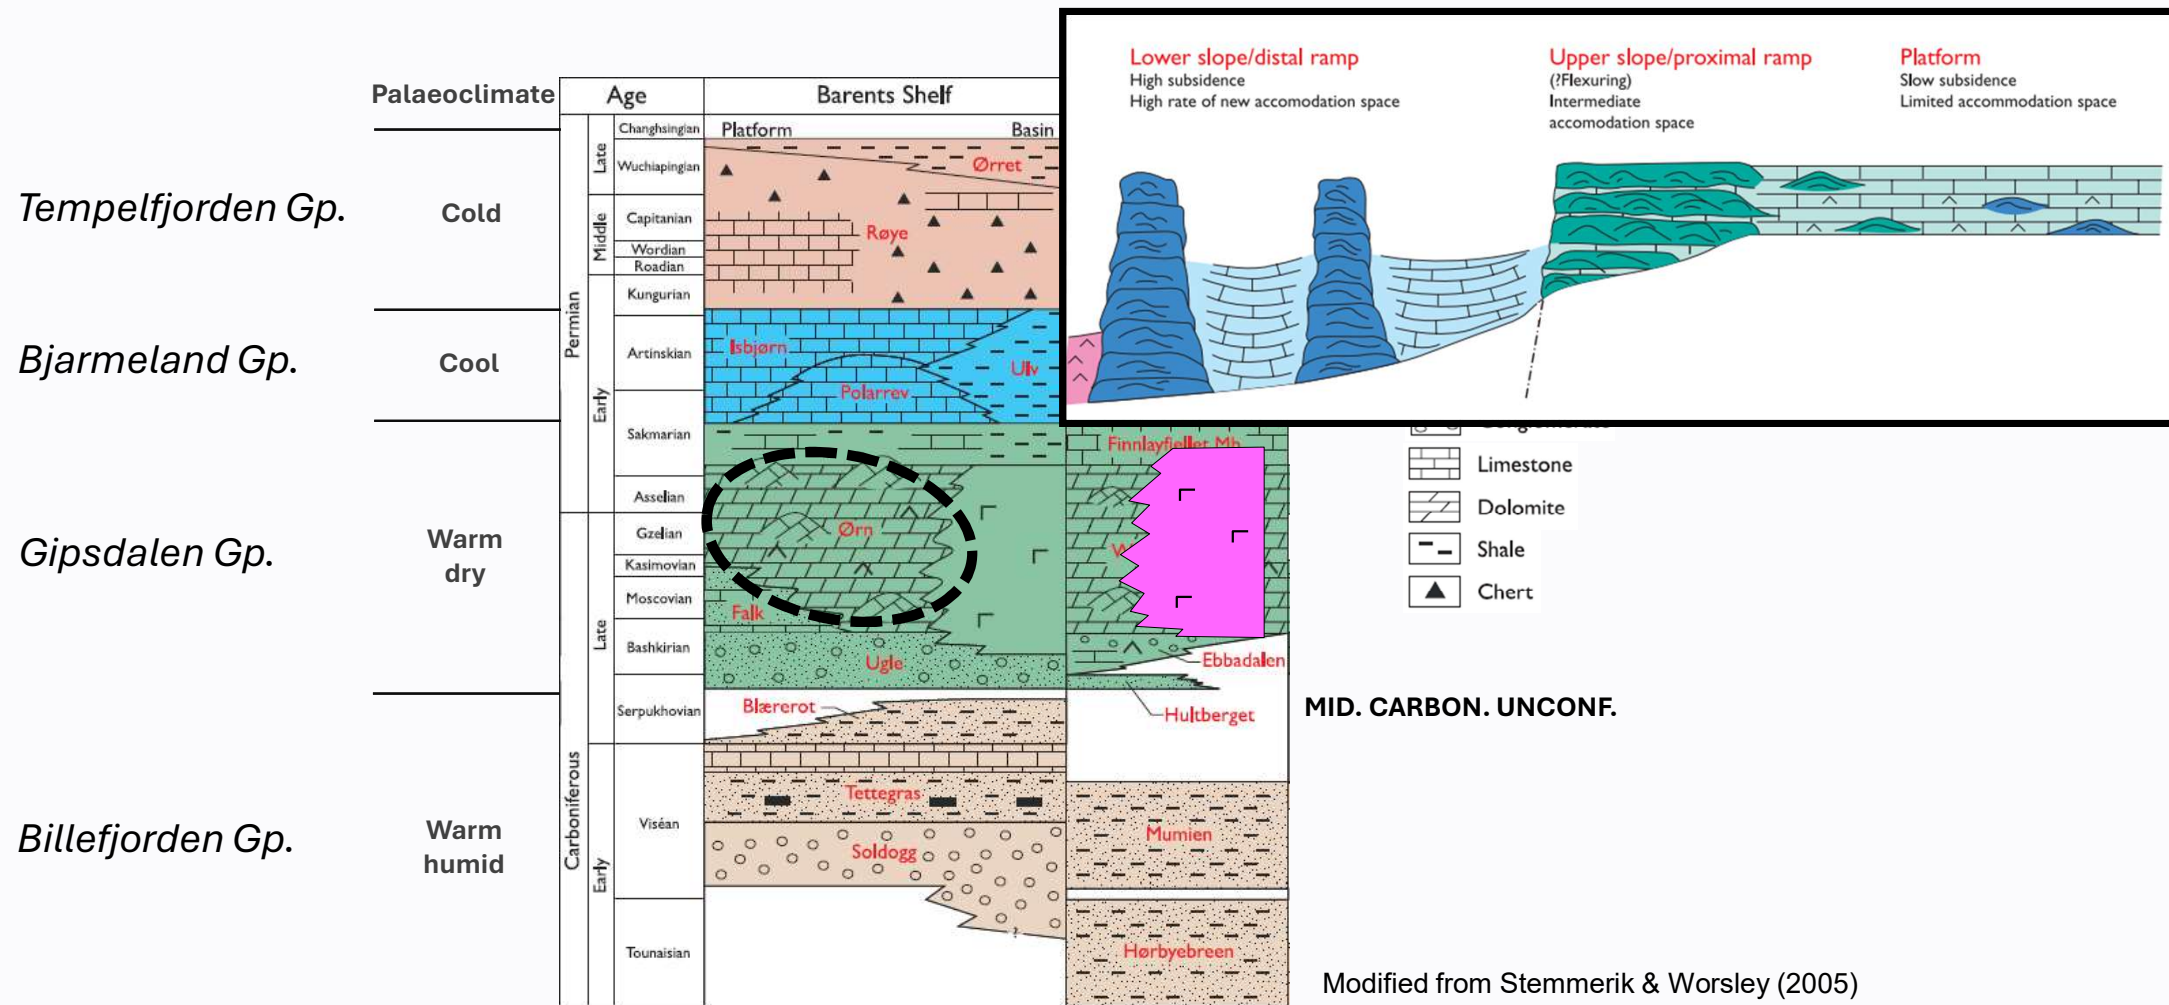 Lower slope/distal ramp
High subsidence
High rate of new accomodation space
Upper slope/proximal ramp
(?Flexuring)
Intermediate
accomodation space
Platform
Slow subsidence
Limited accommodation space
Palaeoclimate
Age
Barents Shelf
Platform
Basin
Tempelfjorden Gp.
Cold
Bjarmeland Gp.
Cool
Gipsdalen Gp.
Warm
dry
Billefjorden Gp.
Warm
humid
Permian
Carboniferous
Late
Middle
Early
Late
Early
Changhsingian
Wuchiapingian
Capitanian
Wordian
Roadian
Kungurian
Artinskian
Sakmarian
Asselian
Gzelian
Kasimovian
Moscovian
Bashkirian
Serpukhovian
Viséan
Tounaisian
Ørret
Røye
Isbjørn
Ulv
Polarrev
Ørn
Falk
Ugle
Blærerot
Tettegras
Soldogg
?
Finnlayfjellet Mb.
W
Ebbadalen
Hultberget
Mumien
Hørbyebreen
Limestone
Dolomite
Shale
Chert
MID. CARBON. UNCONF.
Modified from Stemmerik & Worsley (2005)